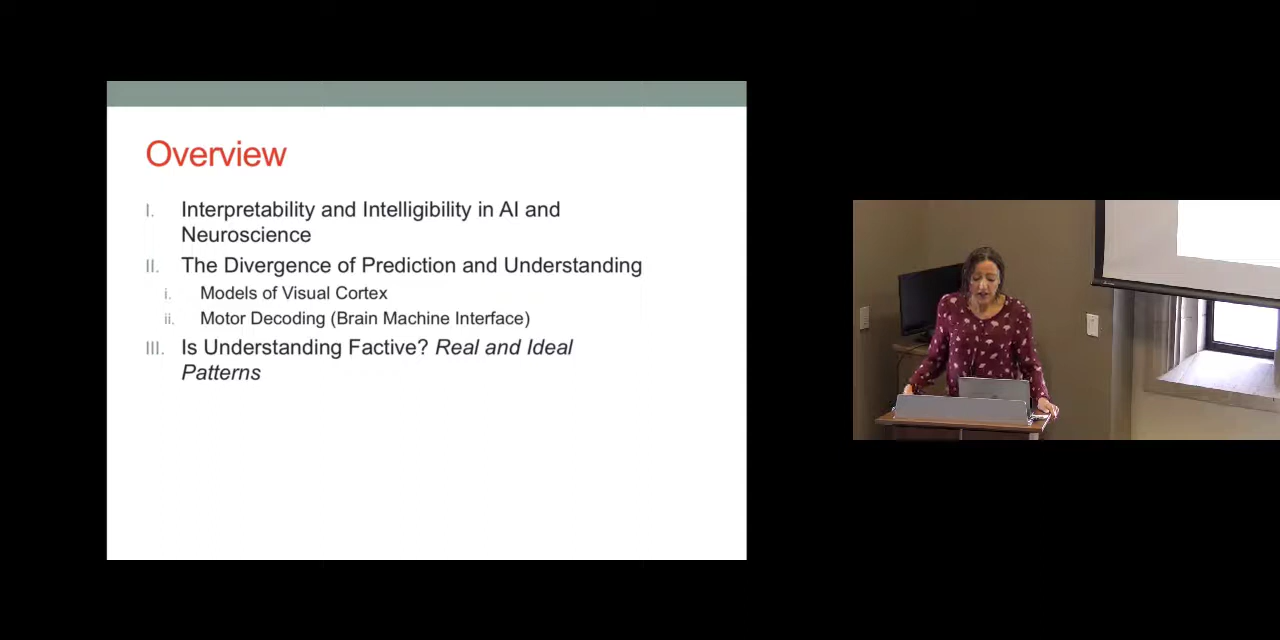 Overview
I. Interpretability and Intelligibility in AI and
Neuroscience
II. The Divergence of Prediction and Understanding
i. Models of Visual Cortex
ii. Motor Decoding (Brain Machine Interface)
III. Is Understanding Factive? Real and Ideal
Patterns